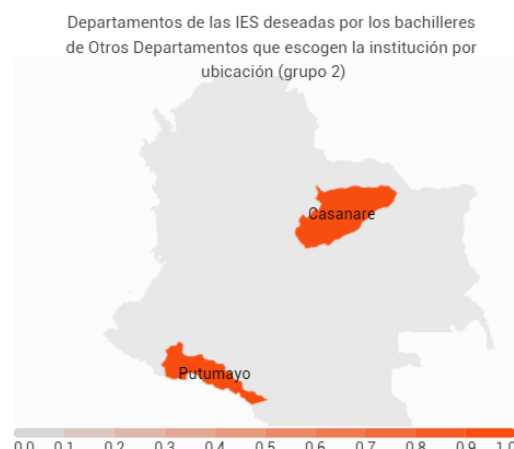 Departamentos de las IES deseadas por los bachilleres
de Otros Departamentos que escogen la institución por
ubicación (grupo 2)
Casanare
Putumayo
0.0 0.1 0.2 0.3 0.4 0.5 0.6 0.7 0.8 0.9 1.0